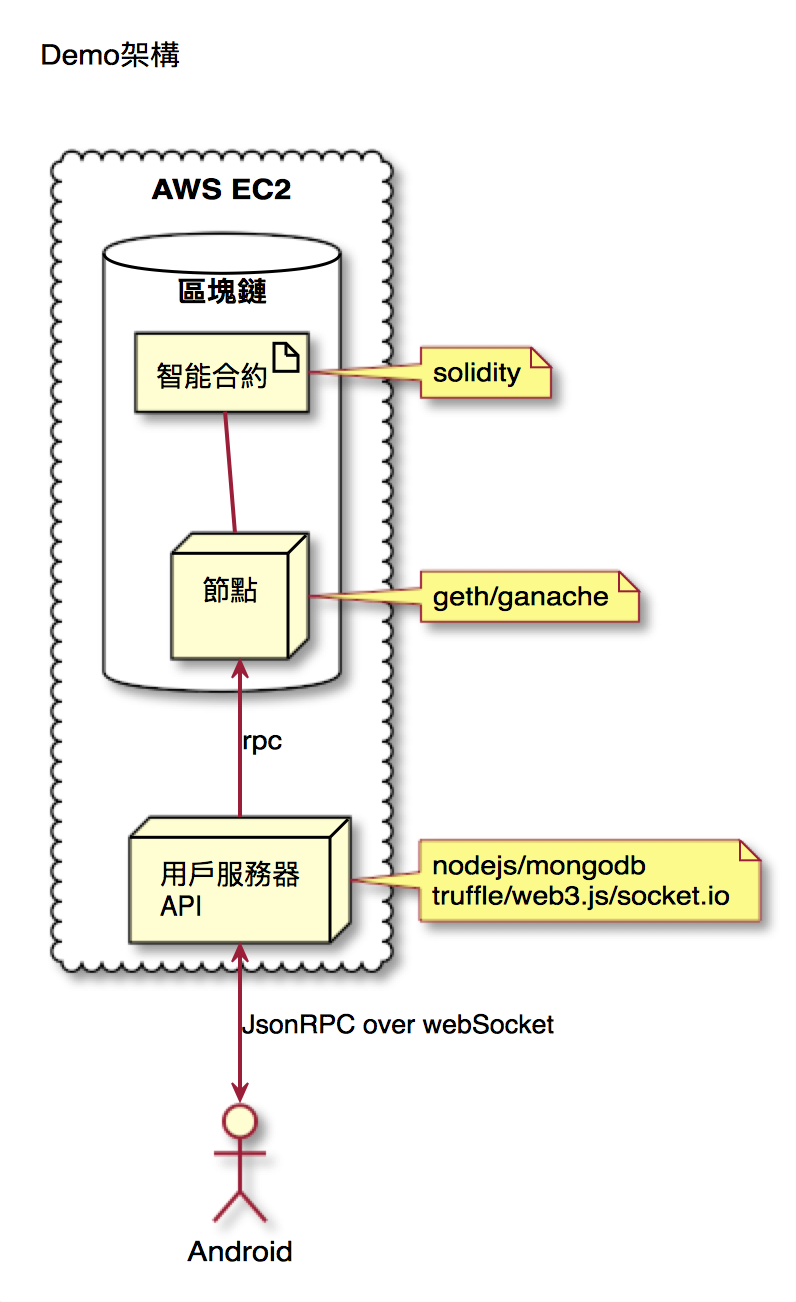 Demo架構
AWS EC2
區塊鏈
智能合約
solidity
節點
geth/ganache
rpc
用戶服務器
API
nodejs/mongodb
truffle/web3.js/socket.io
JsonRPC over webSocket
Android